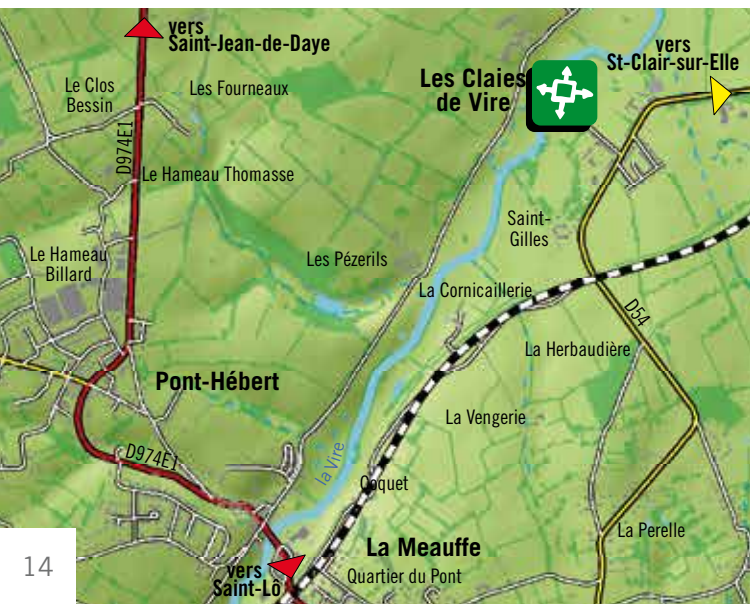 vers
Saint-Jean-de-Daye
vers
St-Clair-sur-Elle
Les Claies
de Vire
Le Clos
Bessin
Les Fourneaux
D974E1
Le Hameau Thomasse
Saint-
Gilles
Le Hameau
Billard
Les Pézerils
La Cornicaillerie
D54
La Herbaudière
Pont-Hébert
La Vengerie
D974E1
la Vire
Coquet
La Perelle
La Meauffe
Quartier du Pont
vers
Saint-Lô
14